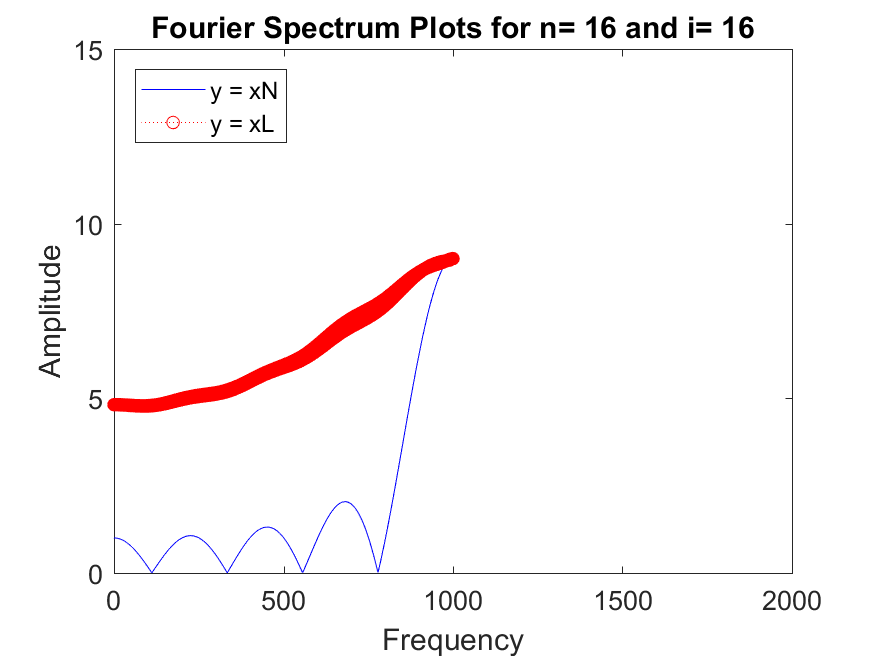 Fourier Spectrum Plots for n= 16 and i= 16
15
y = xN
y = xL
10
Amplitude
5
0
0 500 1000 1500 2000
Frequency